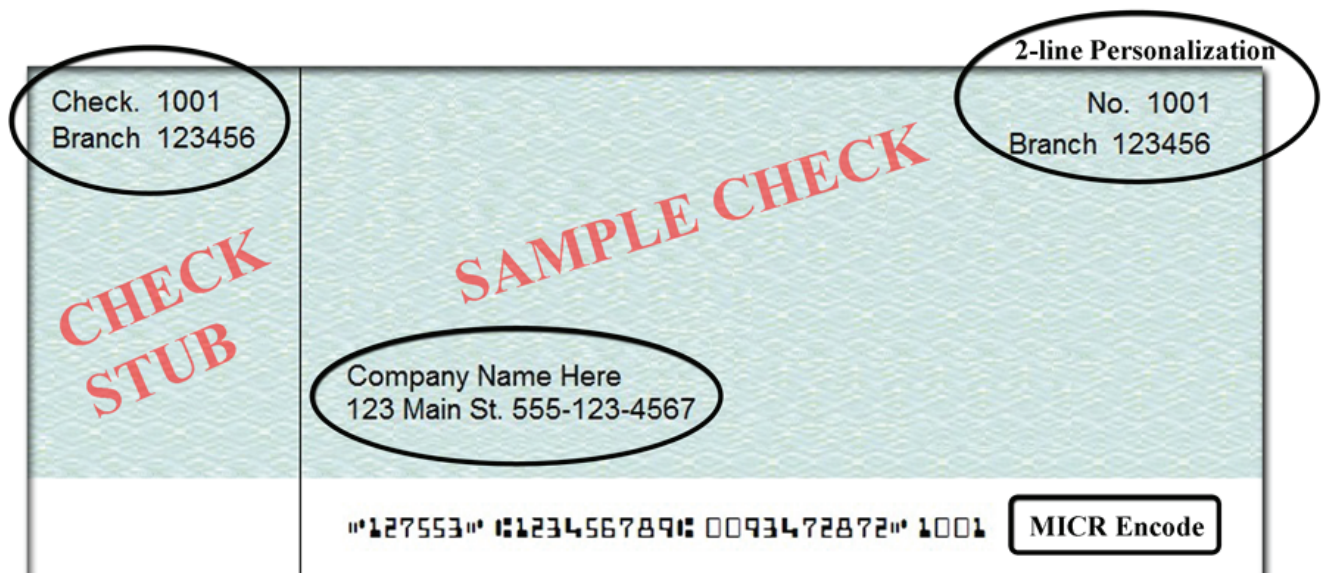 2-line Personalization
Check. 1001
Branch 123456
No. 1001
Branch 123456
CHECK
STUB
SAMPLE CHECK
Company Name Here
123 Main St. 555-123-4567
⑈127553⑈ ⑆123456789⑆ 0093472872⑈ 1001
MICR Encode